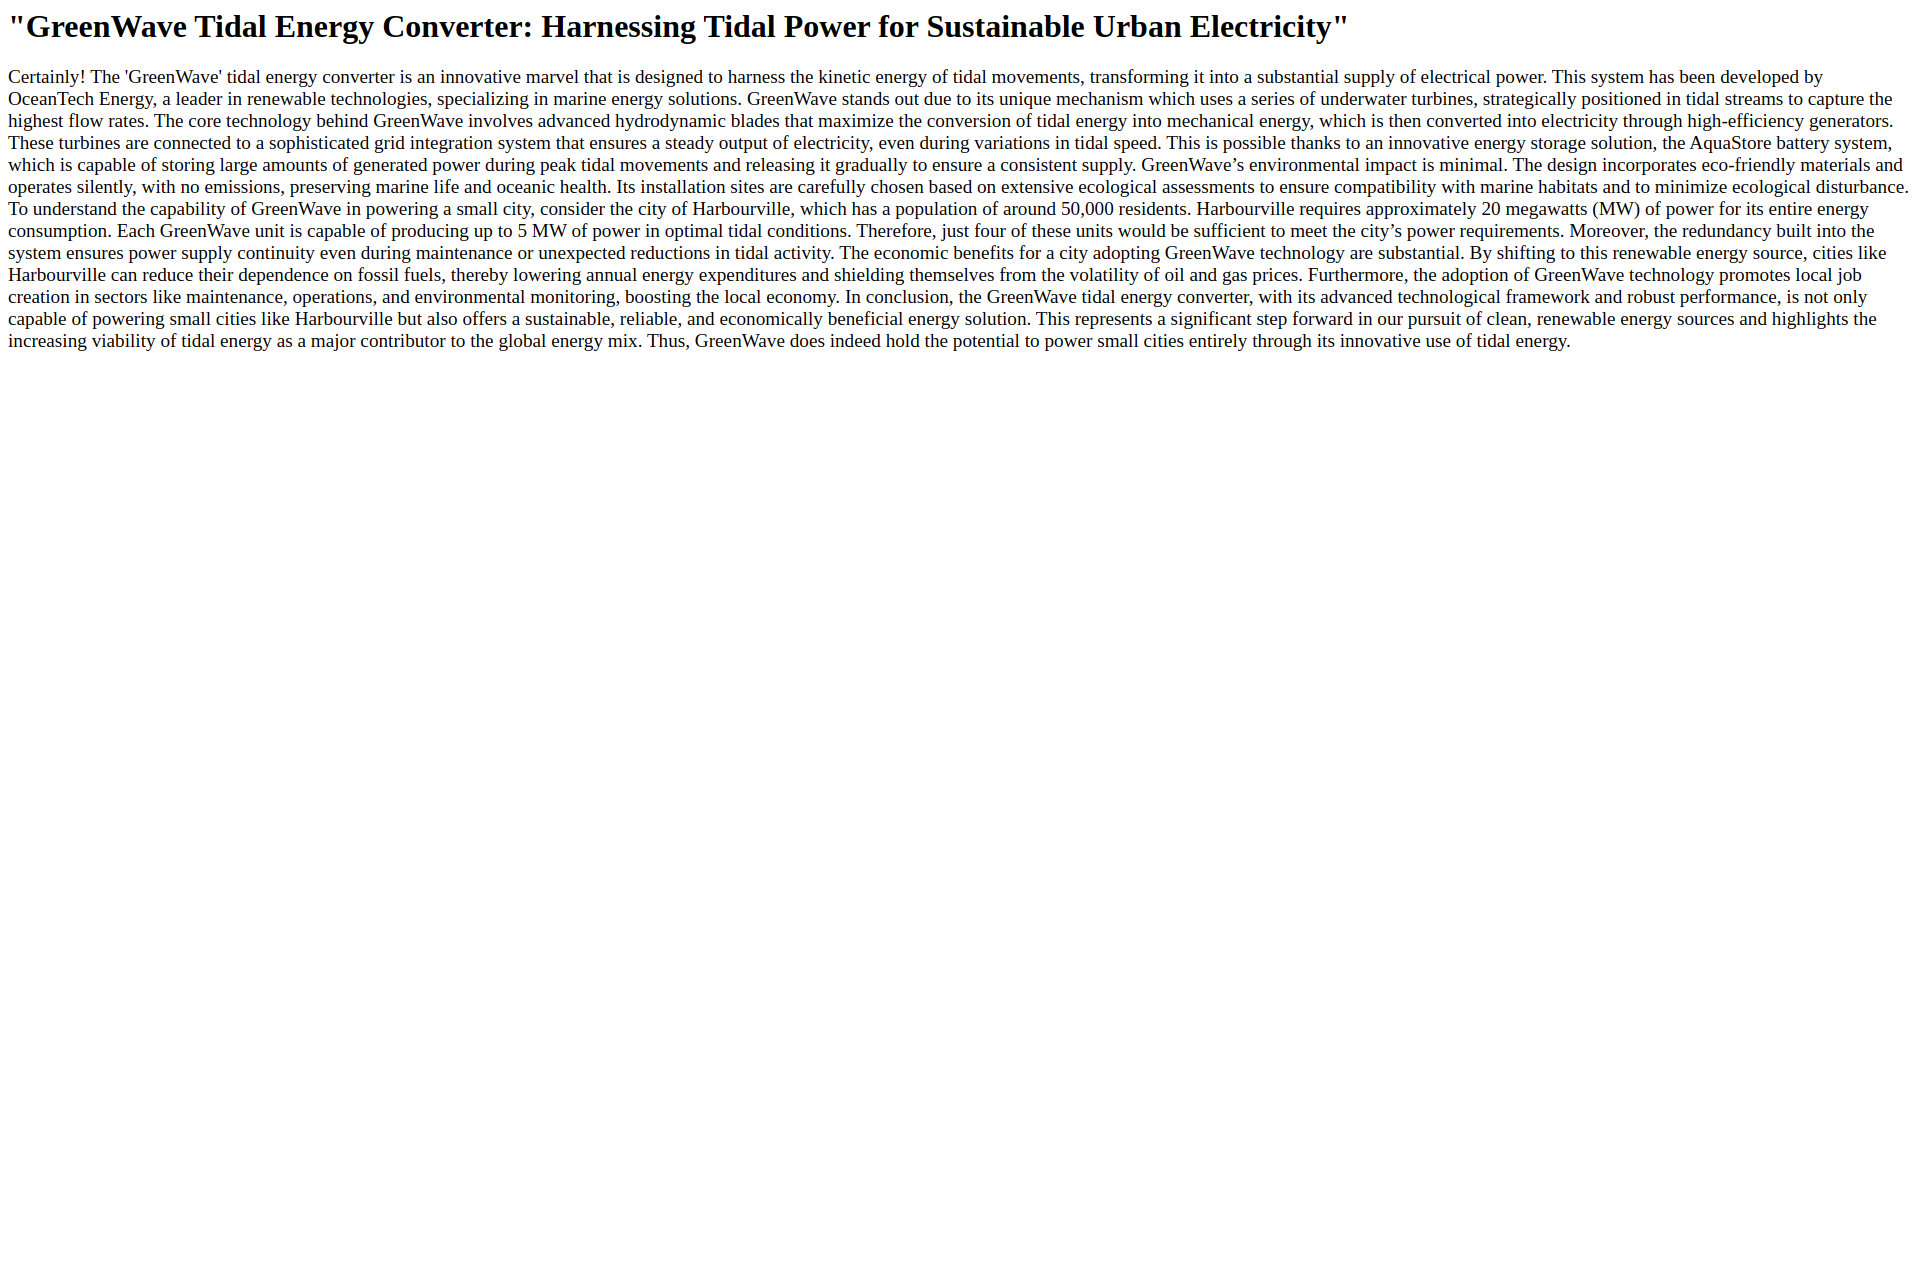 "GreenWave Tidal Energy Converter: Harnessing Tidal Power for Sustainable Urban Electricity"
Certainly! The 'GreenWave' tidal energy converter is an innovative marvel that is designed to harness the kinetic energy of tidal movements, transforming it into a substantial supply of electrical power. This system has been developed by
OceanTech Energy, a leader in renewable technologies, specializing in marine energy solutions. GreenWave stands out due to its unique mechanism which uses a series of underwater turbines, strategically positioned in tidal streams to capture the
highest flow rates. The core technology behind GreenWave involves advanced hydrodynamic blades that maximize the conversion of tidal energy into mechanical energy, which is then converted into electricity through high-efficiency generators.
These turbines are connected to a sophisticated grid integration system that ensures a steady output of electricity, even during variations in tidal speed. This is possible thanks to an innovative energy storage solution, the AquaStore battery system,
which is capable of storing large amounts of generated power during peak tidal movements and releasing it gradually to ensure a consistent supply. GreenWave’s environmental impact is minimal. The design incorporates eco-friendly materials and
operates silently, with no emissions, preserving marine life and oceanic health. Its installation sites are carefully chosen based on extensive ecological assessments to ensure compatibility with marine habitats and to minimize ecological disturbance.
To understand the capability of GreenWave in powering a small city, consider the city of Harbourville, which has a population of around 50,000 residents. Harbourville requires approximately 20 megawatts (MW) of power for its entire energy
consumption. Each GreenWave unit is capable of producing up to 5 MW of power in optimal tidal conditions. Therefore, just four of these units would be sufficient to meet the city’s power requirements. Moreover, the redundancy built into the
system ensures power supply continuity even during maintenance or unexpected reductions in tidal activity. The economic benefits for a city adopting GreenWave technology are substantial. By shifting to this renewable energy source, cities like
Harbourville can reduce their dependence on fossil fuels, thereby lowering annual energy expenditures and shielding themselves from the volatility of oil and gas prices. Furthermore, the adoption of GreenWave technology promotes local job
creation in sectors like maintenance, operations, and environmental monitoring, boosting the local economy. In conclusion, the GreenWave tidal energy converter, with its advanced technological framework and robust performance, is not only
capable of powering small cities like Harbourville but also offers a sustainable, reliable, and economically beneficial energy solution. This represents a significant step forward in our pursuit of clean, renewable energy sources and highlights the
increasing viability of tidal energy as a major contributor to the global energy mix. Thus, GreenWave does indeed hold the potential to power small cities entirely through its innovative use of tidal energy.